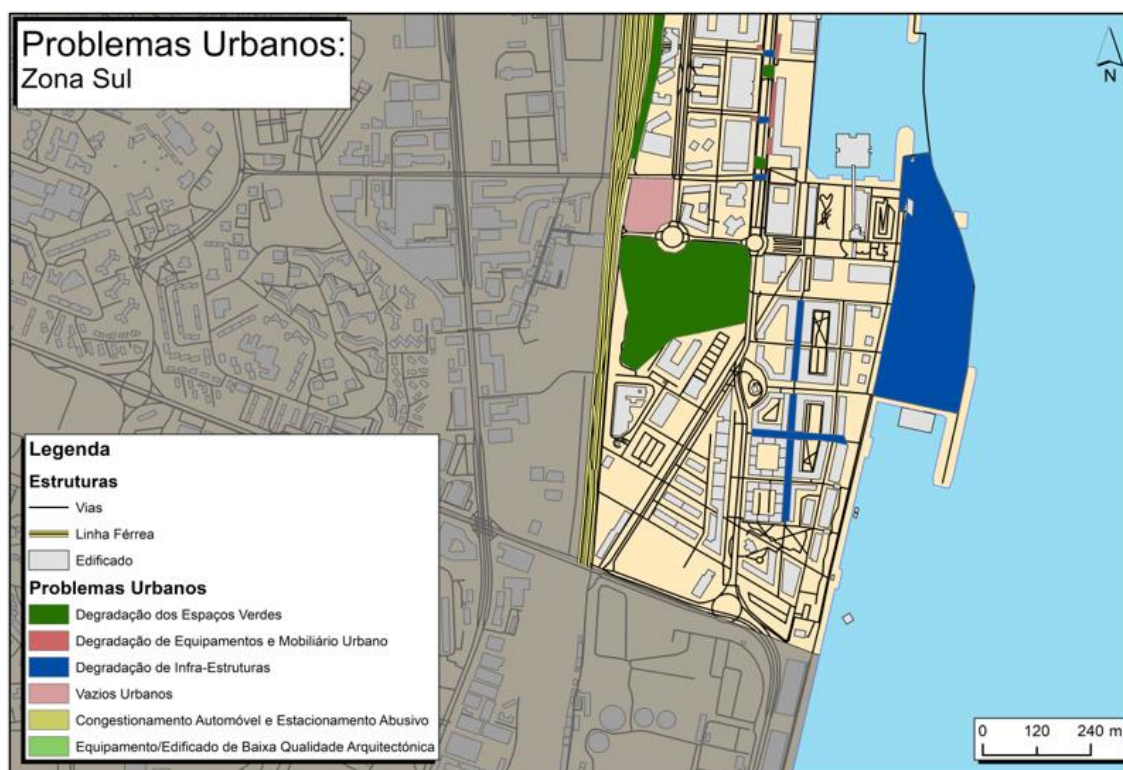 Problemas Urbanos:
Zona Sul
N
Legenda
Estruturas
Vias
Linha Férrea
Edificado
Problemas Urbanos
Degradação dos Espaços Verdes
Degradação de Equipamentos e Mobiliário Urbano
Degradação de Infra-Estruturas
Vazios Urbanos
Congestionamento Automóvel e Estacionamento Abusivo
Equipamento/Edificado de Baixa Qualidade Arquitectónica
0 120 240 m